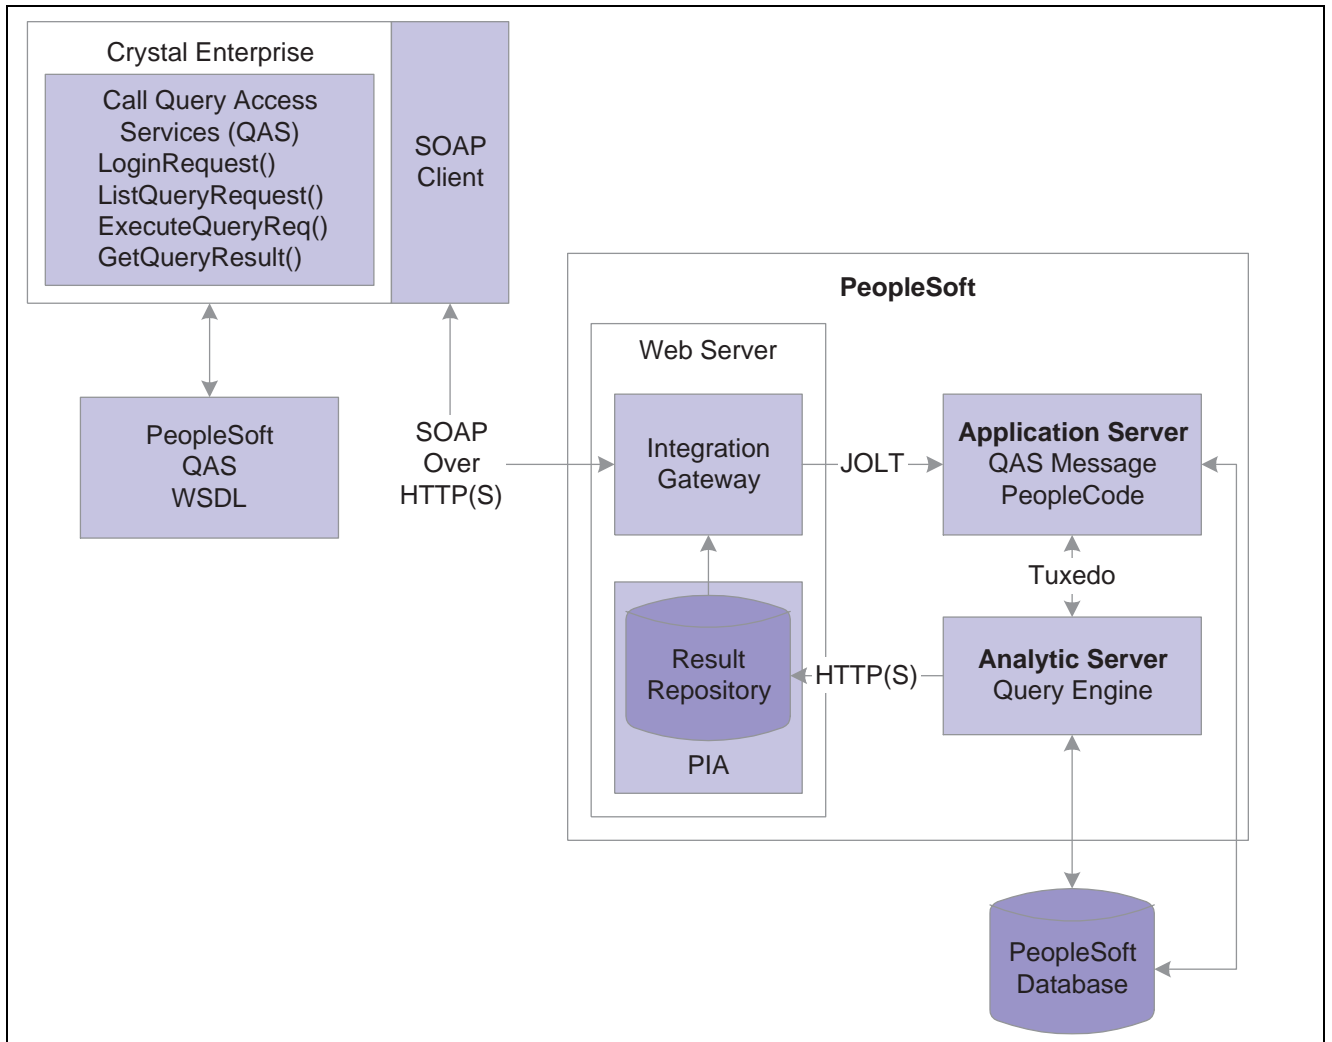 Crystal Enterprise
Call Query Access
Services (QAS)
LoginRequest()
ListQueryRequest()
ExecuteQueryReq()
GetQueryResult()
SOAP
Client
PeopleSoft
QAS
WSDL
SOAP
Over
HTTP(S)
PeopleSoft
Web Server
Integration
Gateway
JOLT
Application Server
QAS Message
PeopleCode
Tuxedo
Result
Repository
PIA
HTTP(S)
Analytic Server
Query Engine
PeopleSoft
Database